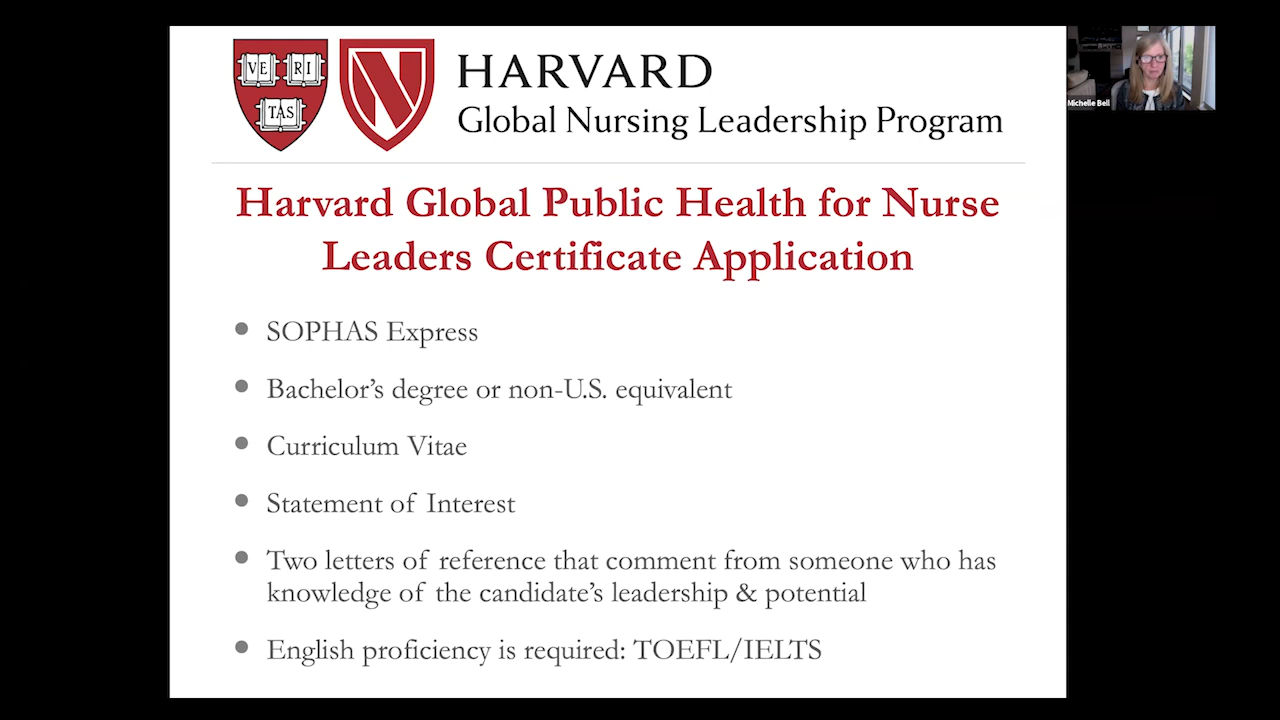 VE RI
TAS
HARVARD
Global Nursing Leadership Program
Michelle Bell
Harvard Global Public Health for Nurse
Leaders Certificate Application
• SOPHAS Express
• Bachelor’s degree or non-U.S. equivalent
• Curriculum Vitae
• Statement of Interest
• Two letters of reference that comment from someone who has
knowledge of the candidate’s leadership & potential
• English proficiency is required: TOEFL/IELTS